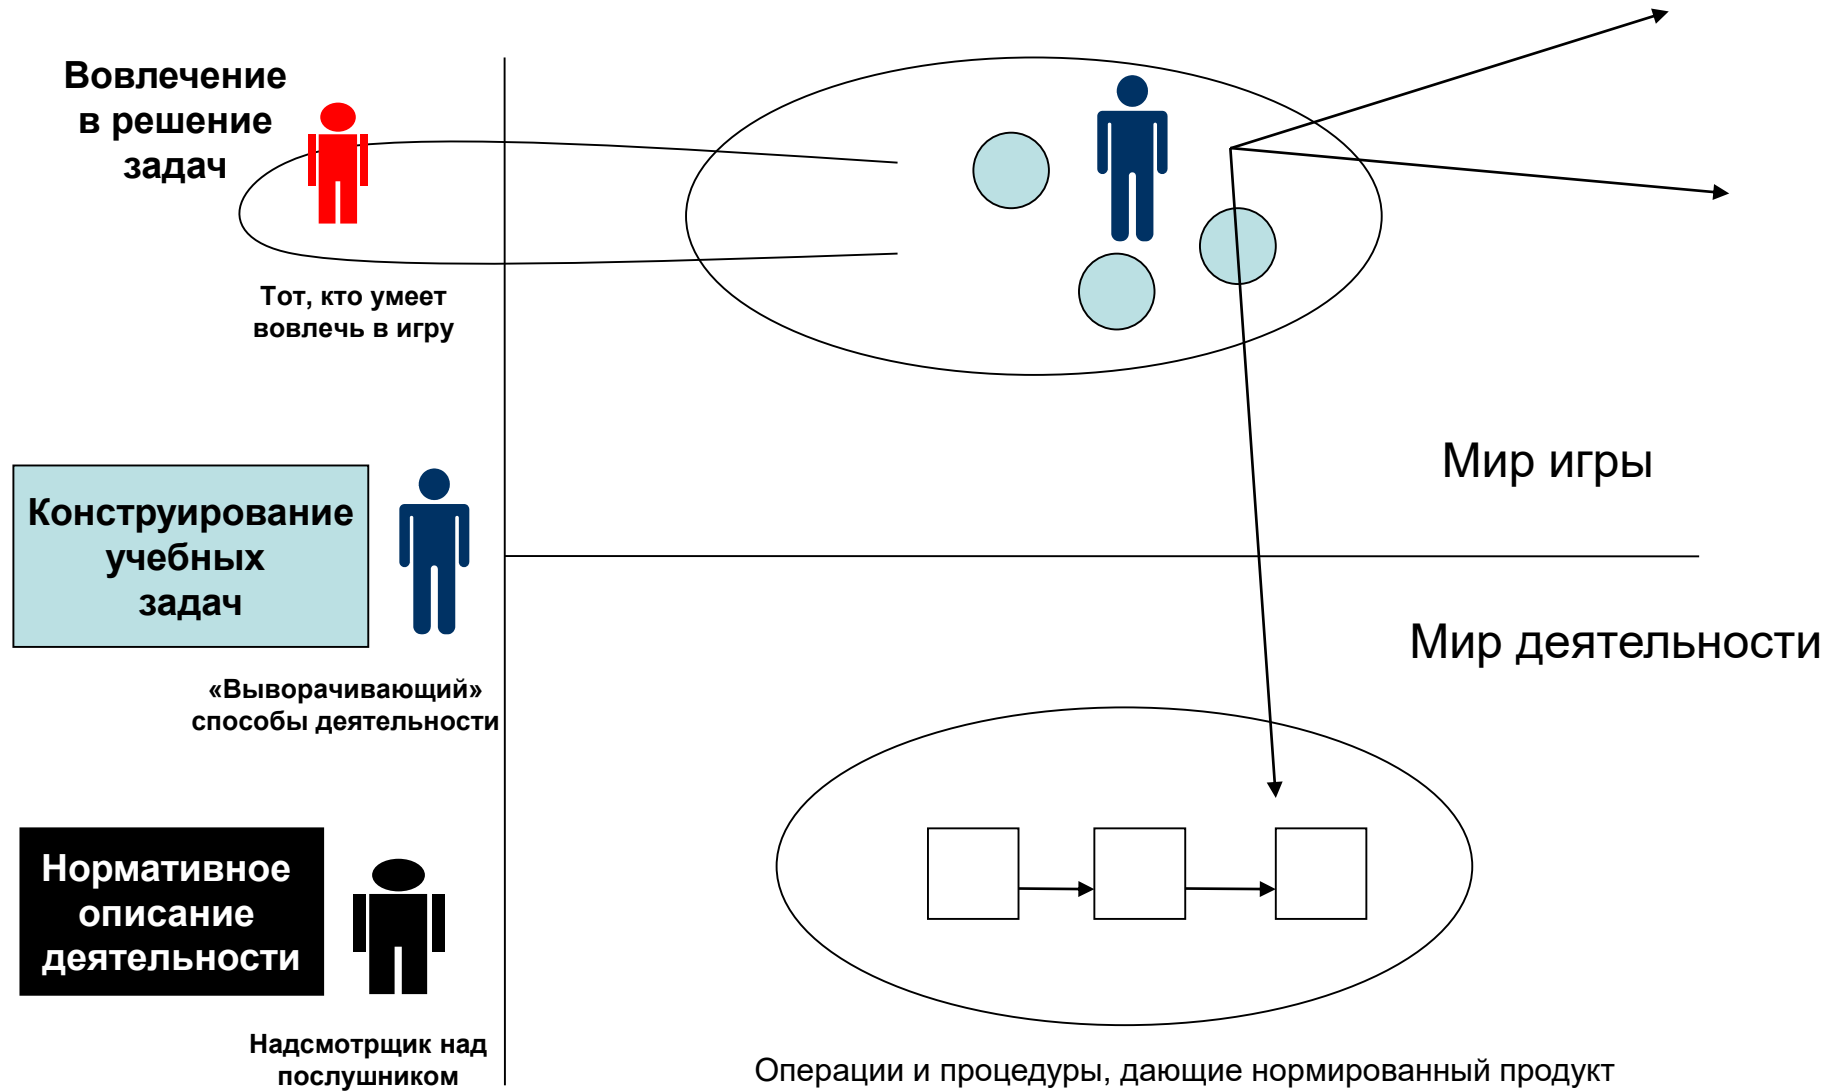 Вовлечение
в решение
задач
Тот, кто умеет
вовлечь в игру
Мир игры
Конструирование
учебных
задач
Мир деятельности
«Выворачивающий»
способы деятельности
Нормативное
описание
деятельности
Надсмотрщик над
послушником
Операции и процедуры, дающие нормированный продукт